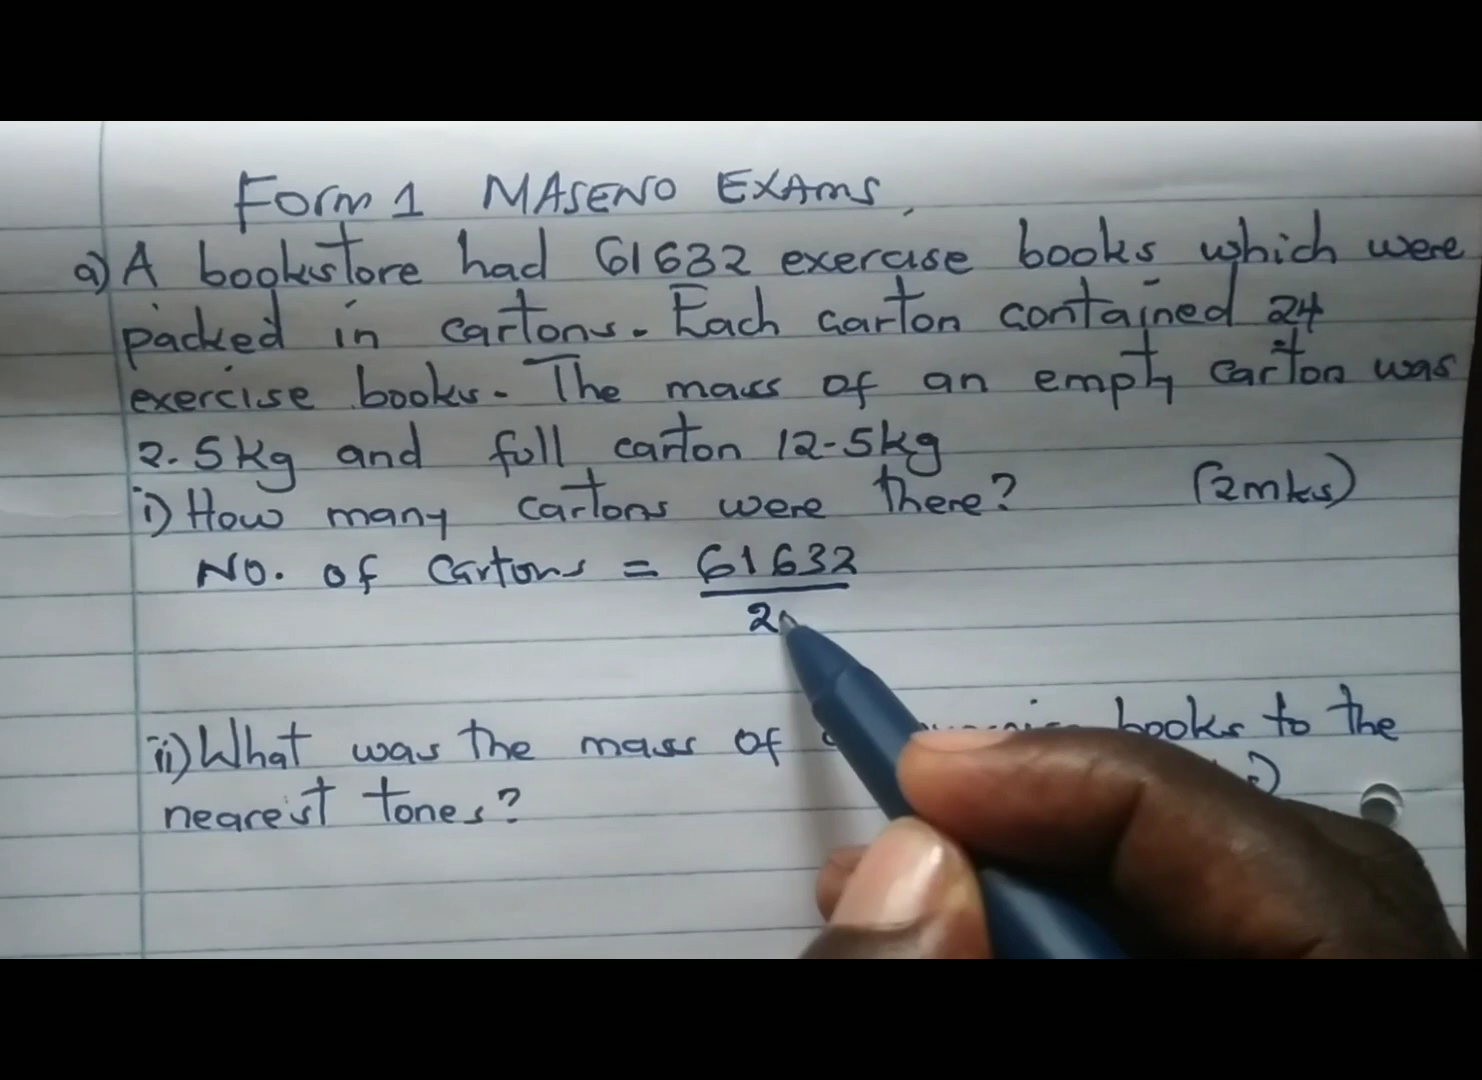 Form 1 MASENO EXAMS
a) A bookstore had 61632 exercise books which were
packed in cartons. Each carton contained 24
exercise books. The mass of an empty carton was
2.5kg and full carton 12.5kg
i) How many cartons were there? (2mks)
NO. of Cartons = 61632
2
ii) What was the mass of books to the
nearest tones?